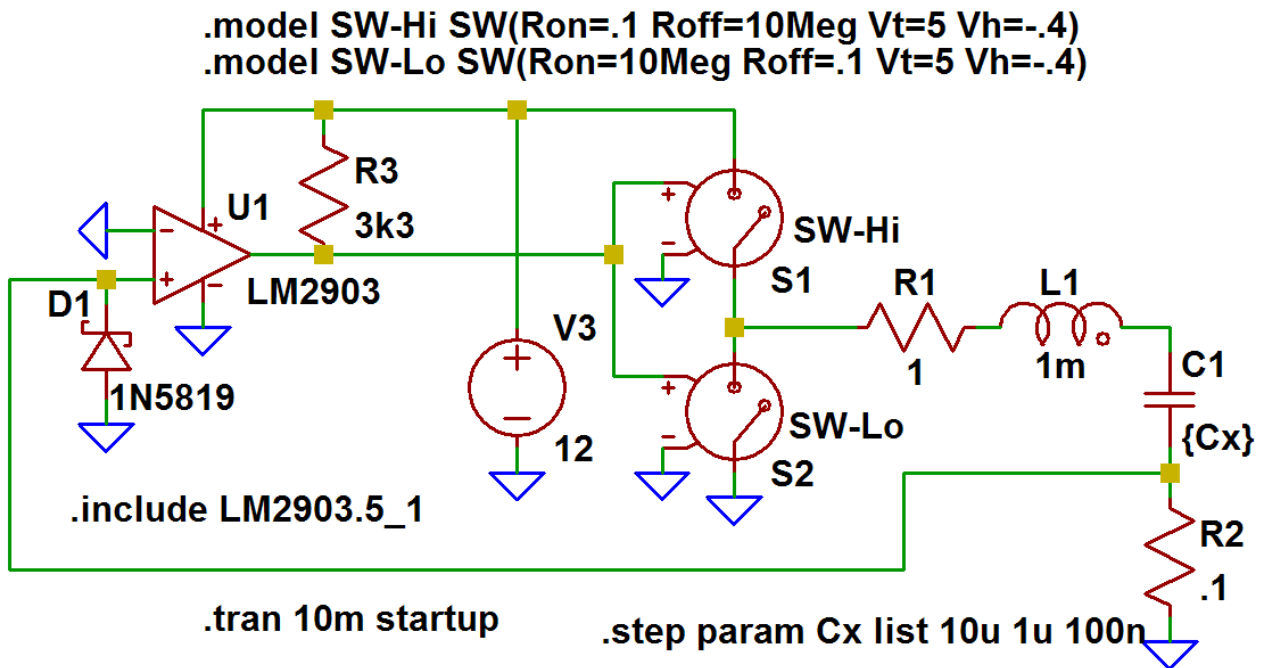 .model SW-Hi SW(Ron=.1 Roff=10Meg Vt=5 Vh=-.4)
.model SW-Lo SW(Ron=10Meg Roff=.1 Vt=5 Vh=-.4)
R3
3k3
U1
LM2903
D1
1N5819
V3
12
SW-Hi
S1
SW-Lo
S2
R1
1
L1
1m
C1
{Cx}
R2
.1
.include LM2903.5_1
.tran 10m startup
.step param Cx list 10u 1u 100n